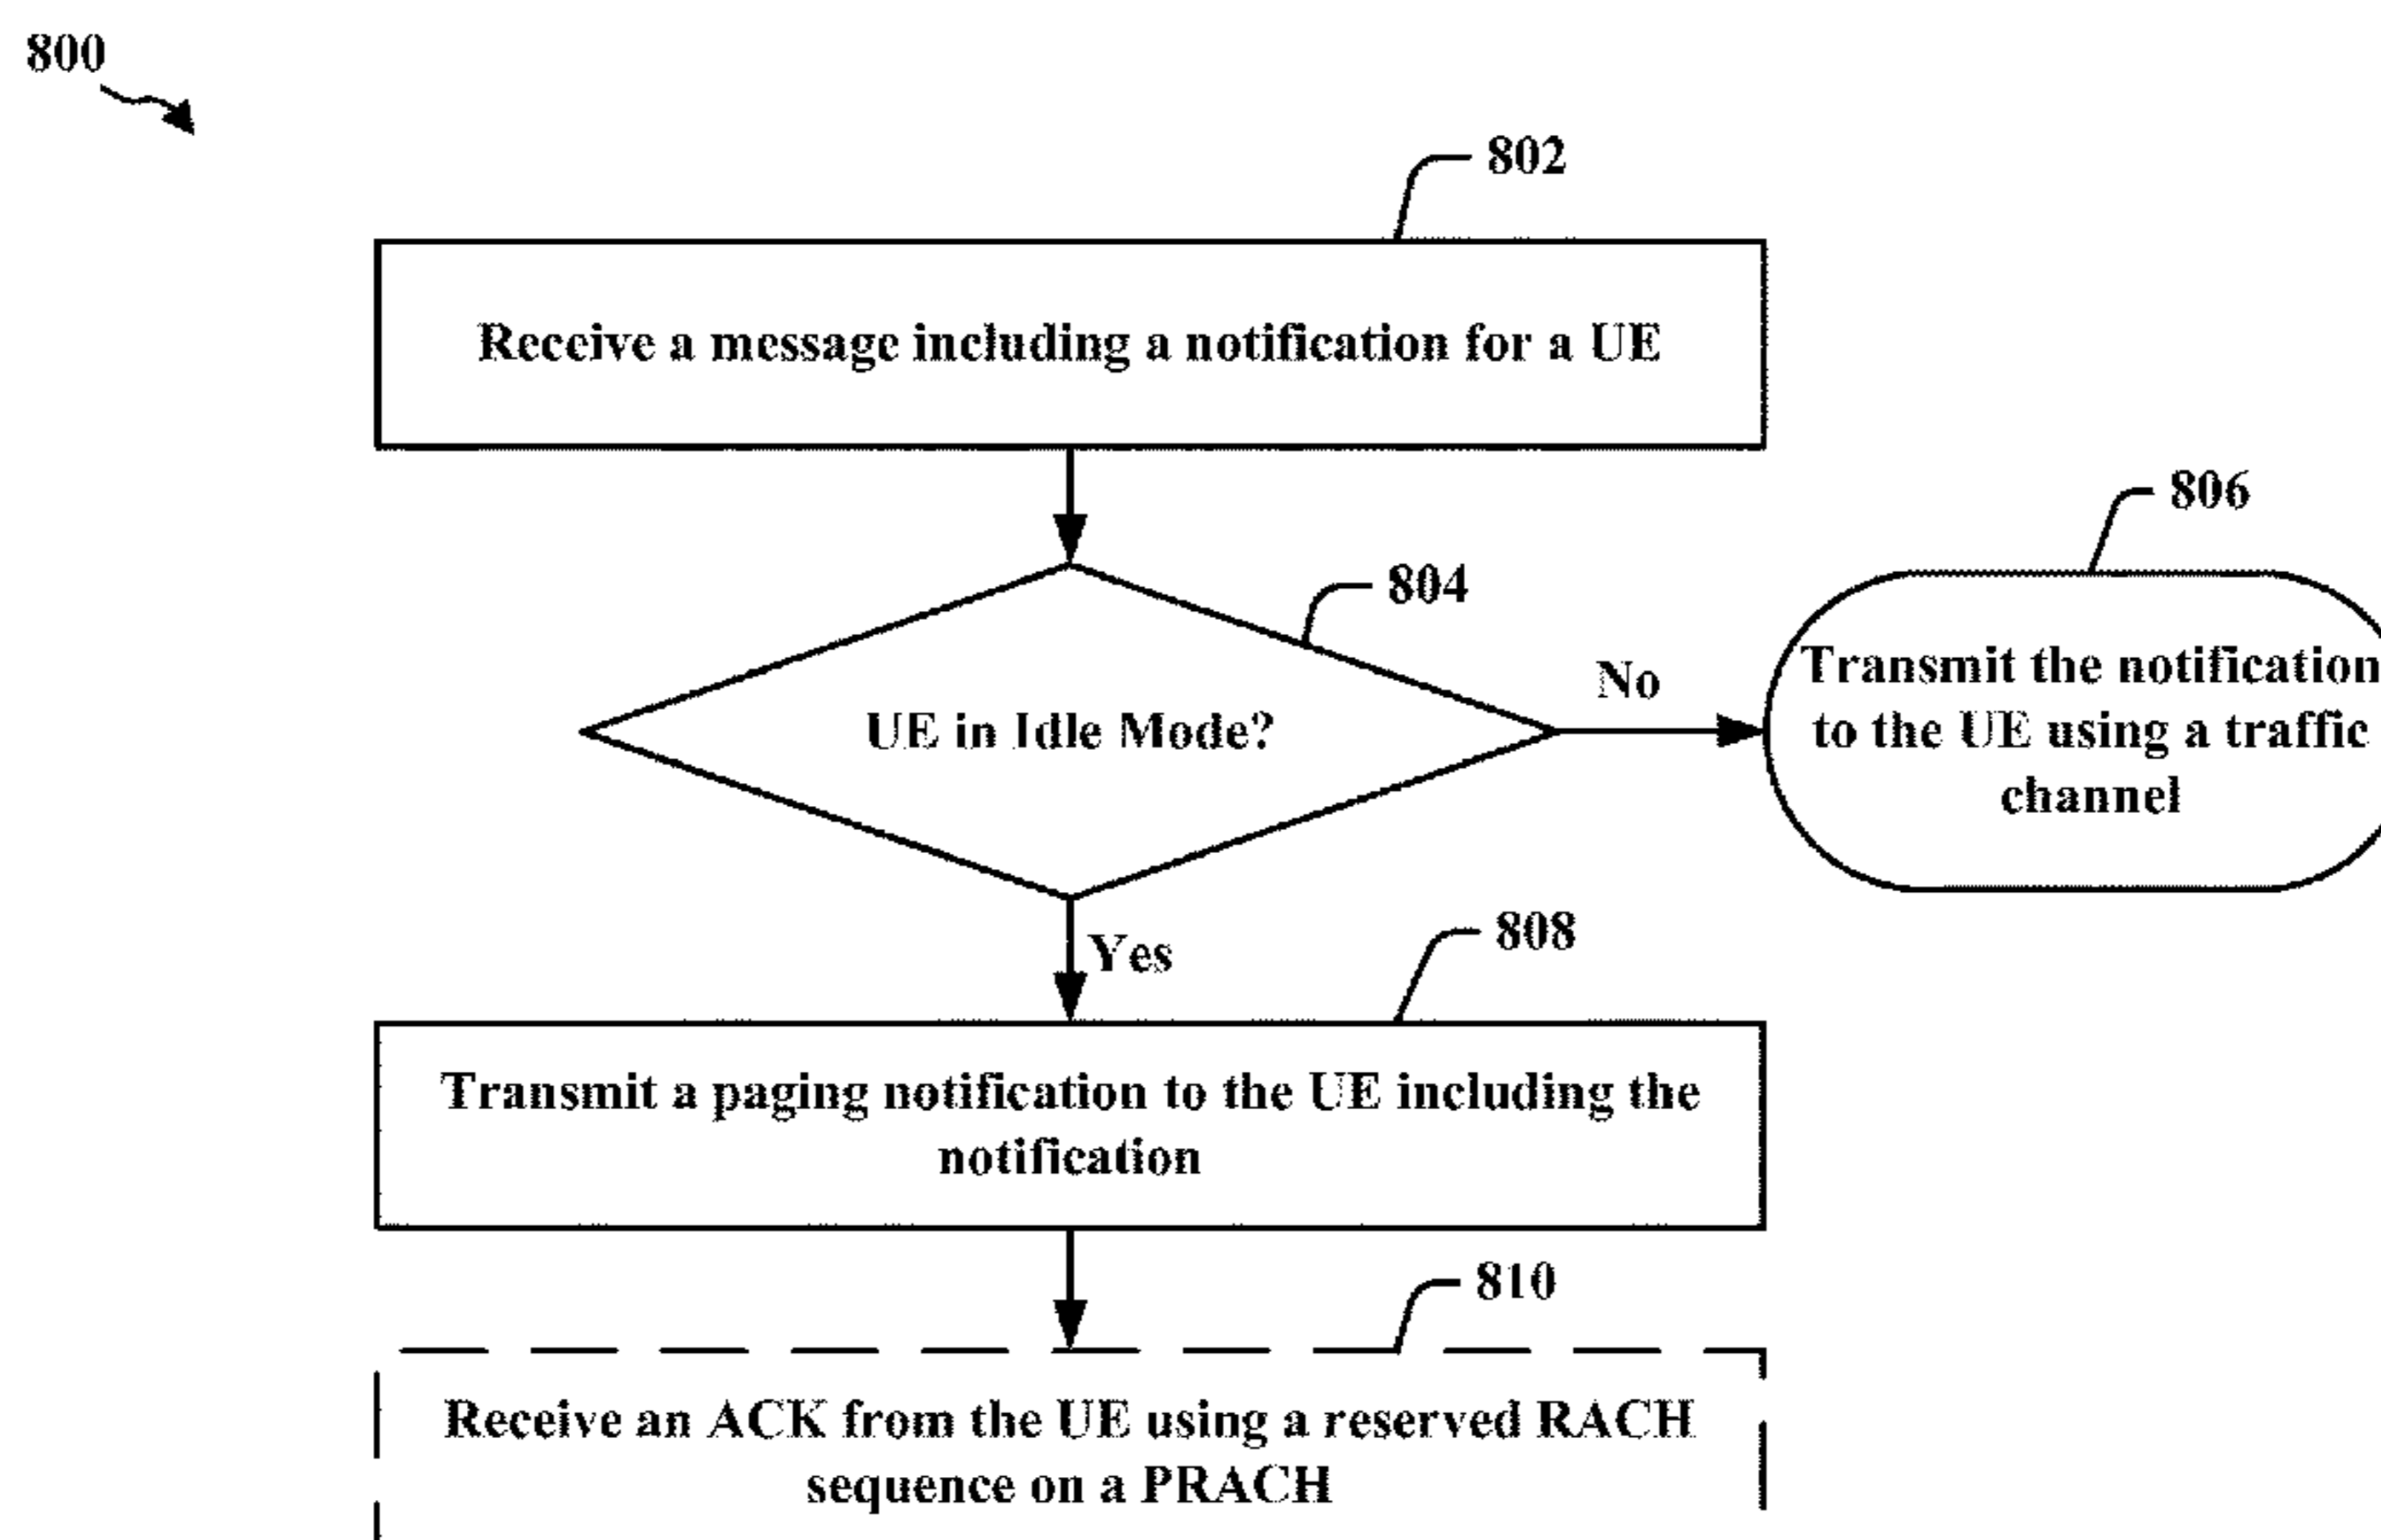 800
802
Receive a message including a notification for a UE
806
804
Transmit the notification
No
to the UE using a traffic
UE in Idle Mode?
channel
808
Yes
Transmit a paging notification to the UE including the
notification
810
Receive an ACK from the UE using a reserved RACH
sequence on a PRACH